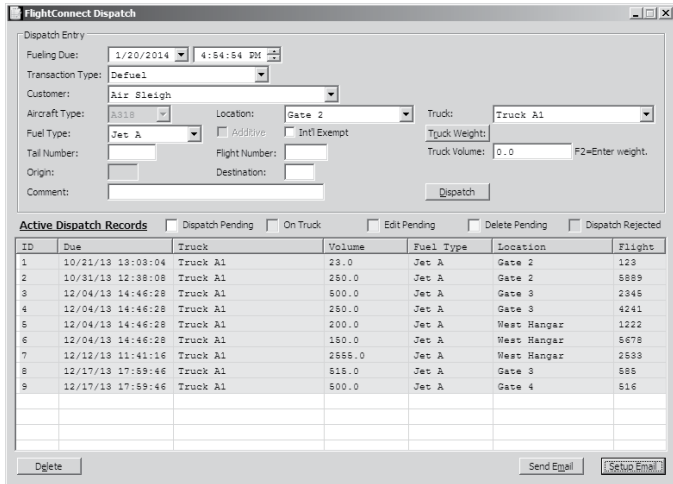 FlightConnect Dispatch
Dispatch Entry
Fueling Due: 1/20/2014 4:54:54 PM
Transaction Type: Defuel
Customer: Air Sleigh
Aircraft Type: A318 Location: Gate 2 Truck: Truck A1
Fuel Type: Jet A Additive Int'l Exempt Truck Weight:
Tail Number: Flight Number: Truck Volume: 0.0 F2=Enter weight.
Origin: Destination:
Comment: Dispatch
Active Dispatch Records Dispatch Pending On Truck Edit Pending Delete Pending Dispatch Rejected
ID Due Truck Volume Fuel Type Location Flight
1 10/21/13 13:03:04 Truck A1 23.0 Jet A Gate 2 123
2 10/31/13 12:38:08 Truck A1 250.0 Jet A Gate 2 5889
3 12/04/13 14:46:28 Truck A1 500.0 Jet A Gate 3 2345
4 12/04/13 14:46:28 Truck A1 250.0 Jet A Gate 3 4241
5 12/04/13 14:46:28 Truck A1 200.0 Jet A West Hangar 1222
6 12/04/13 14:46:28 Truck A1 150.0 Jet A West Hangar 5678
7 12/12/13 11:41:16 Truck A1 2555.0 Jet A West Hangar 2533
8 12/17/13 17:59:46 Truck A1 515.0 Jet A Gate 3 585
9 12/17/13 17:59:46 Truck A1 500.0 Jet A Gate 4 516
Delete Send Email Setup Email